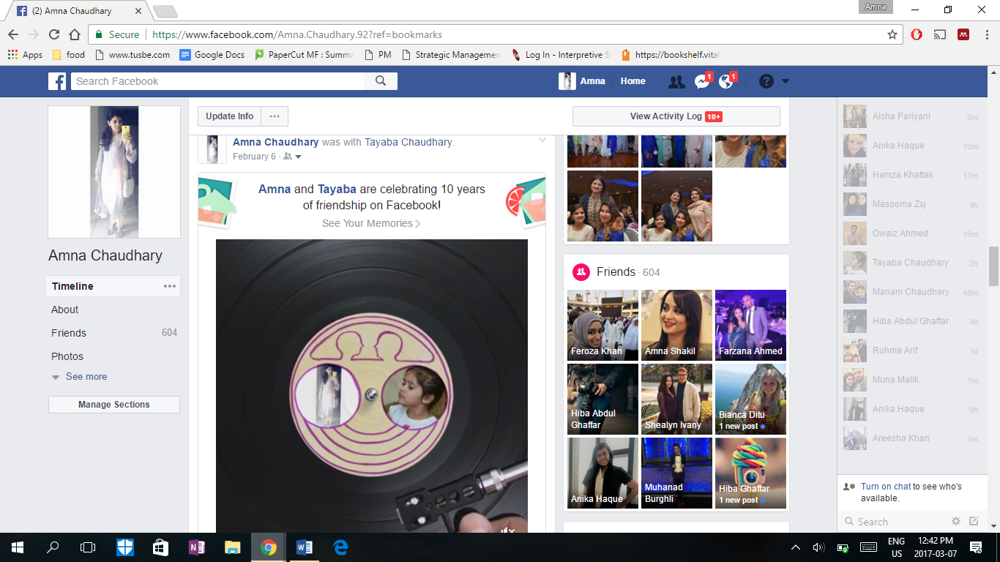 (2) Amna Chaudhary
Amna
Secure
https://www.facebook.com/Amna.Chaudhary.92?ref=bookmarks
Apps
food
www.tusbe.com
Google Docs
PaperCut MF : Summa
PM
Strategic Managemen
Log In - Interpretive S
https://bookshelf.vital
Search Facebook
Amna
Home
1
1
Update Info
View Activity Log 10+
Amna Chaudhary was with Tayaba Chaudhary.
February 6
Amna and Tayaba are celebrating 10 years
of friendship on Facebook!
See Your Memories
Amna Chaudhary
Timeline
About
Friends 604
Photos
See more
Manage Sections
Friends · 604
Feroza Khan
Amna Shakil
Farzana Ahmed
Hiba Abdul
Ghaffar
Shealyn Ivany
Bianca Ditu
1 new post
Anika Haque
Muhanad
Burghli
Hiba Ghaffar
1 new post
Aisha Pariyani 6m
Anika Haque 10m
Hamza Khattak 17m
Masooma Zsj 4h
Owaiz Ahmed 19m
Tayaba Chaudhary 2h
Mariam Chaudhary 48m
Hiba Abdul Ghaffar 4h
Ruhma Arif 1d
Muna Malik 1m
Anika Haque 9h
Areesha Khan 5m
Turn on chat to see who's
available.
Search
ENG
US
12:42 PM
2017-03-07